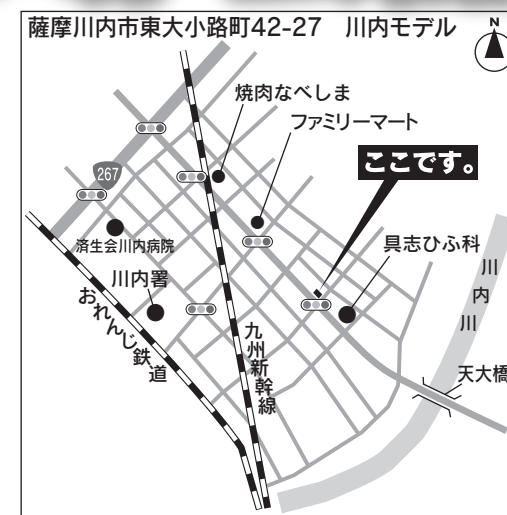 薩摩川内市東大小路町42-27 川内モデル
N
焼肉なべしま
ファミリーマート
ここです。
267
済生会川内病院
具志ひふ科
川内川
川内署
おれんじ鉄道
九州新幹線
天大橋